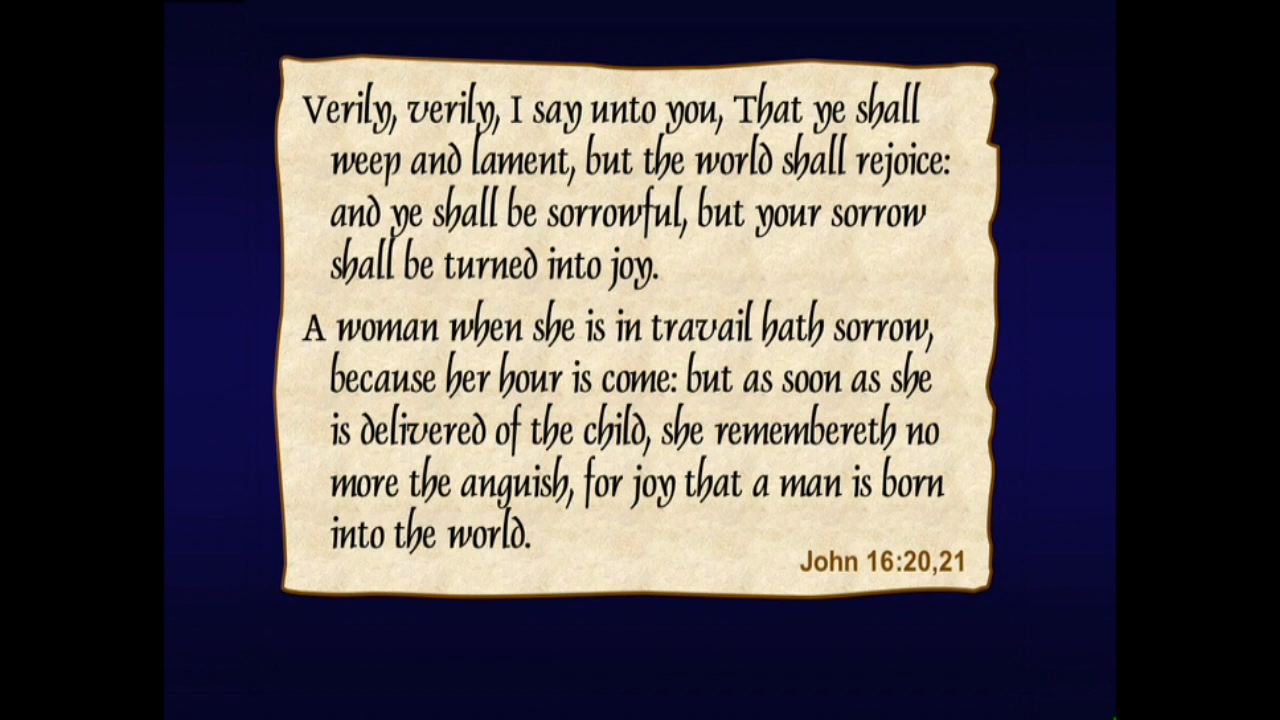 Verily, verily, I say unto you, That ye shall
weep and lament, but the world shall rejoice:
and ye shall be sorrowful, but your sorrow
shall be turned into joy.
A woman when she is in travail hath sorrow,
because her hour is come: but as soon as she
is delivered of the child, she remembereth no
more the anguish, for joy that a man is born
into the world.
John 16:20,21